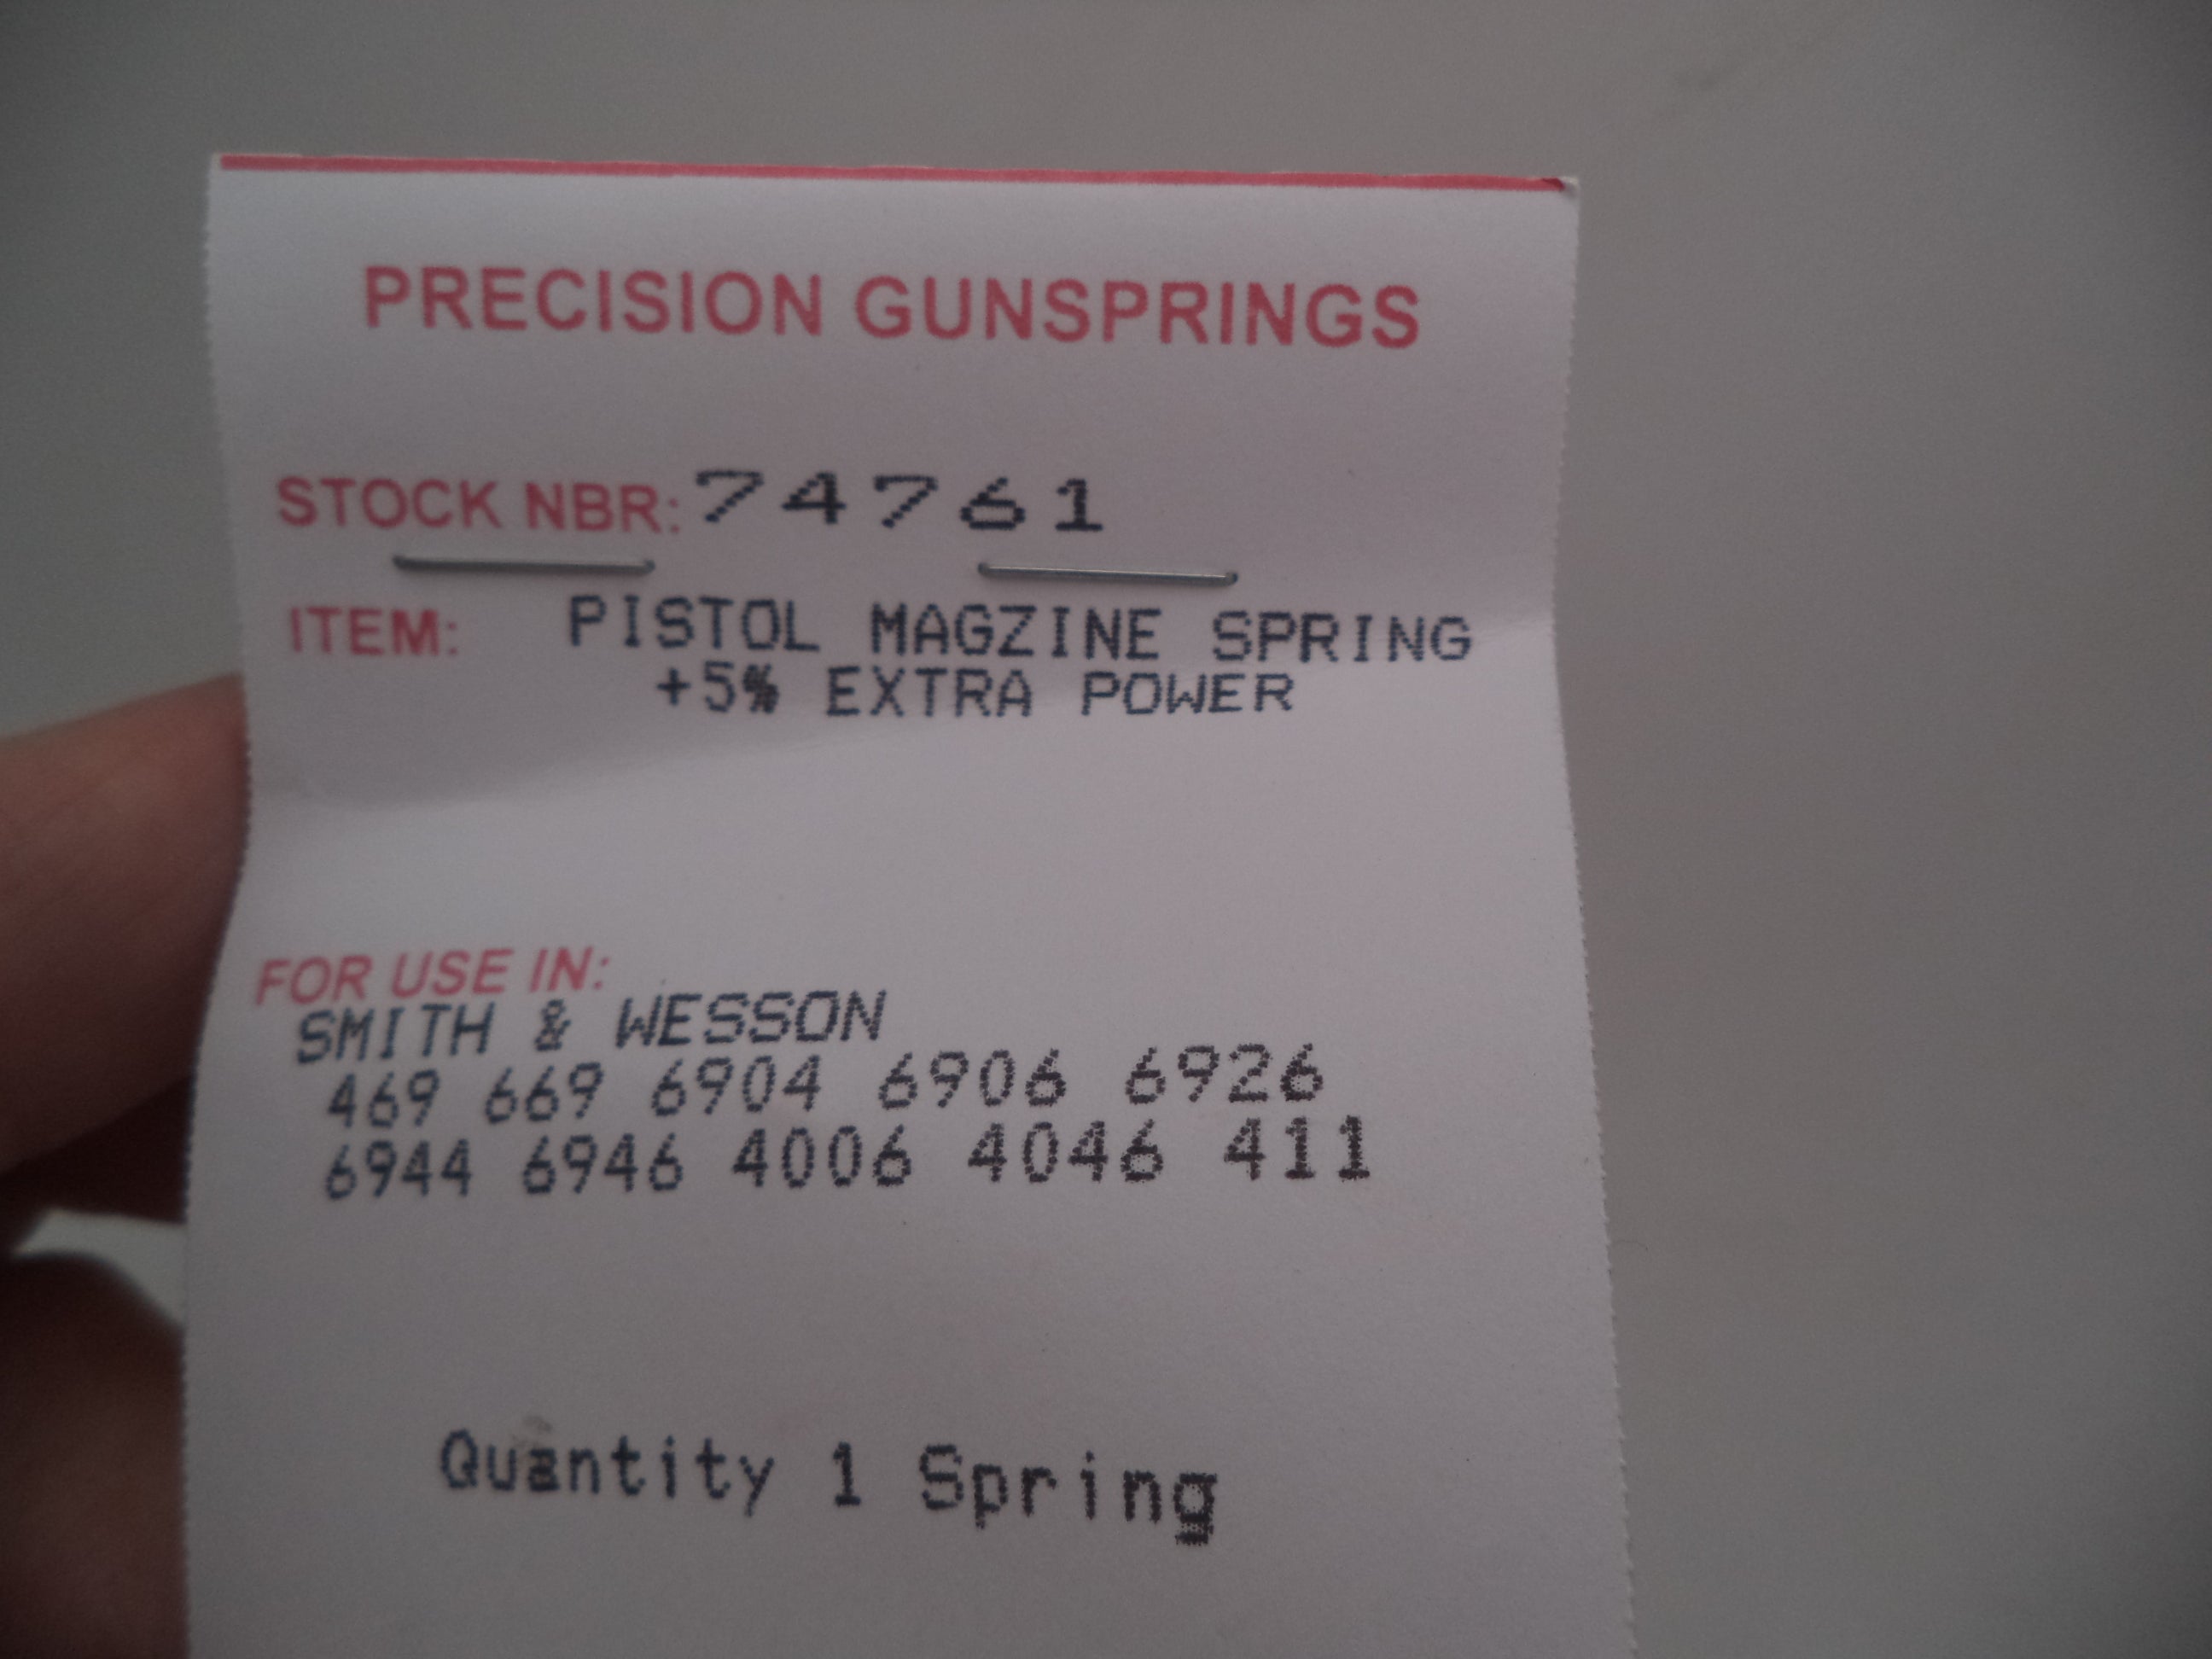 PRECISION GUNSPRINGS
STOCK NBR: 74761
ITEM: PISTOL MAGZINE SPRING
+5% EXTRA POWER
FOR USE IN:
SMITH & WESSON
469 669 6904 6906 6926
6944 6946 4006 4046 411
Quantity 1 Spring